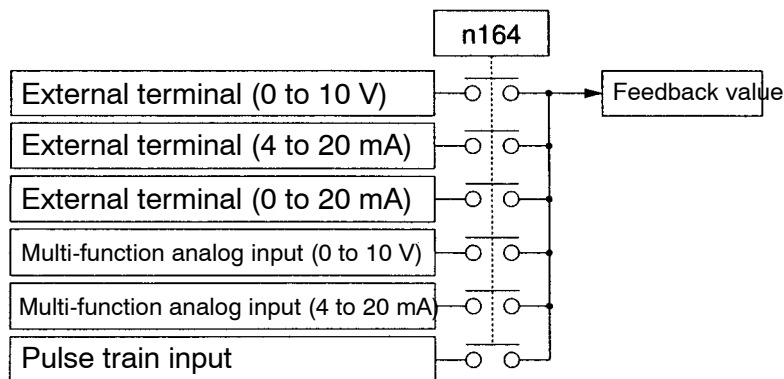 n164
External terminal (0 to 10 V)
Feedback value
External terminal (4 to 20 mA)
External terminal (0 to 20 mA)
Multi-function analog input (0 to 10 V)
Multi-function analog input (4 to 20 mA)
Pulse train input